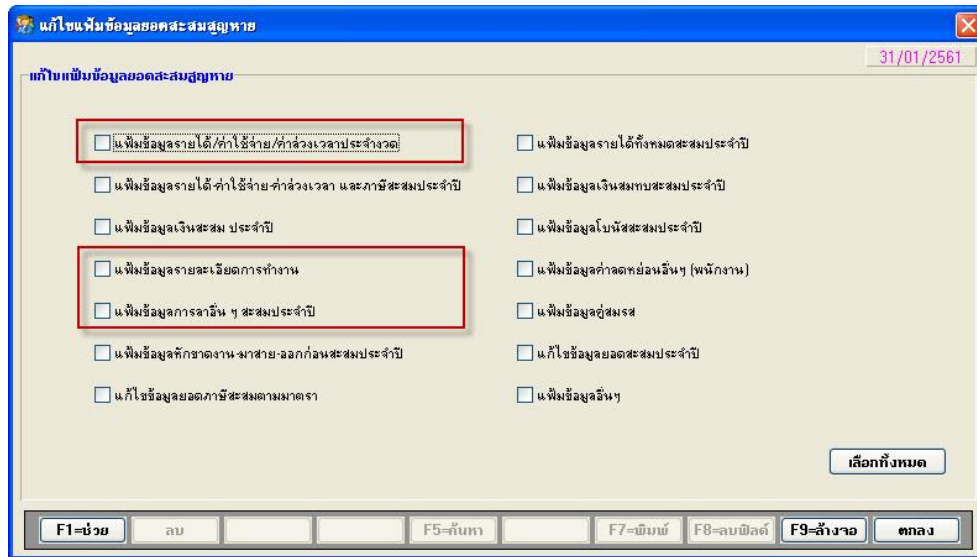 แก้ไขแฟ้มข้อมูลยอดสะสมสูญหาย
31/01/2561
แก้ไขแฟ้มข้อมูลยอดสะสมสูญหาย
แฟ้มข้อมูลรายได้/ค่าใช้จ่าย/ค่าล่วงเวลาประจำงวด
แฟ้มข้อมูลรายได้ทั้งหมดสะสมประจำปี
แฟ้มข้อมูลรายได้-ค่าใช้จ่าย-ค่าล่วงเวลา และภาษีสะสมประจำปี
แฟ้มข้อมูลเงินสมทบสะสมประจำปี
แฟ้มข้อมูลเงินสะสม ประจำปี
แฟ้มข้อมูลโบนัสสะสมประจำปี
แฟ้มข้อมูลรายละเอียดการทำงาน
แฟ้มข้อมูลค่าลดหย่อนอื่นๆ (พนักงาน)
แฟ้มข้อมูลการลาอื่น ๆ สะสมประจำปี
แฟ้มข้อมูลคู่สมรส
แฟ้มข้อมูลหักขาดงาน-มาสาย-ออกก่อนสะสมประจำปี
แก้ไขข้อมูลยอดสะสมประจำปี
แก้ไขข้อมูลยอดภาษีสะสมตามมาตรา
แฟ้มข้อมูลอื่นๆ
เลือกทั้งหมด
F1=ช่วย ลบ F5=ค้นหา F7=พิมพ์ F8=ลบฟิลด์ F9=ล้างจอ ตกลง